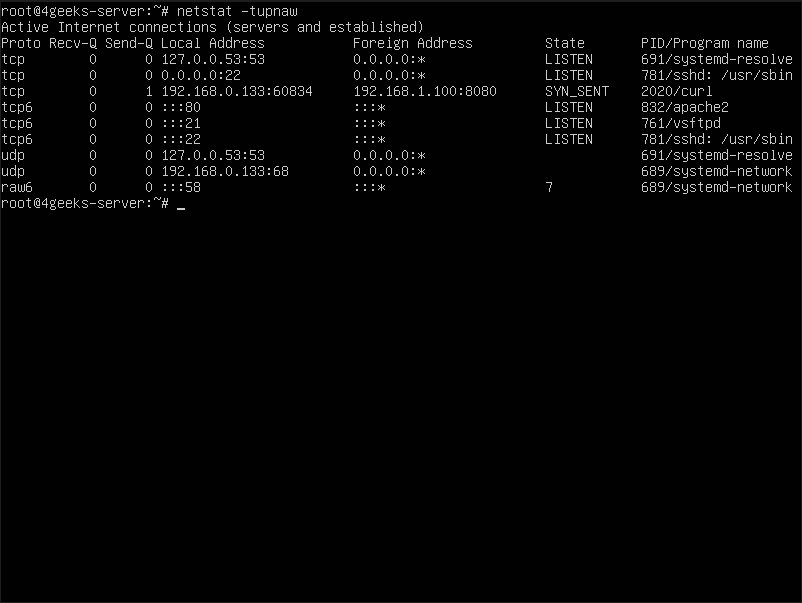 root@4geeks-server:~# netstat -tupnaw
Active Internet connections (servers and established)
Proto Recv-Q Send-Q Local Address           Foreign Address         State       PID/Program name
tcp        0      0 127.0.0.53:53           0.0.0.0:*               LISTEN      691/systemd-resolve
tcp        0      0 0.0.0.0:22              0.0.0.0:*               LISTEN      781/sshd: /usr/sbin
tcp        0      1 192.168.0.133:60834     192.168.1.100:8080      SYN_SENT    2020/curl
tcp6       0      0 :::80                   :::*                    LISTEN      832/apache2
tcp6       0      0 :::21                   :::*                    LISTEN      761/vsftpd
tcp6       0      0 :::22                   :::*                    LISTEN      781/sshd: /usr/sbin
udp        0      0 127.0.0.53:53           0.0.0.0:*                           691/systemd-resolve
udp        0      0 192.168.0.133:68        0.0.0.0:*                           689/systemd-network
raw6       0      0 :::58                   :::*                    7           689/systemd-network
root@4geeks-server:~# _